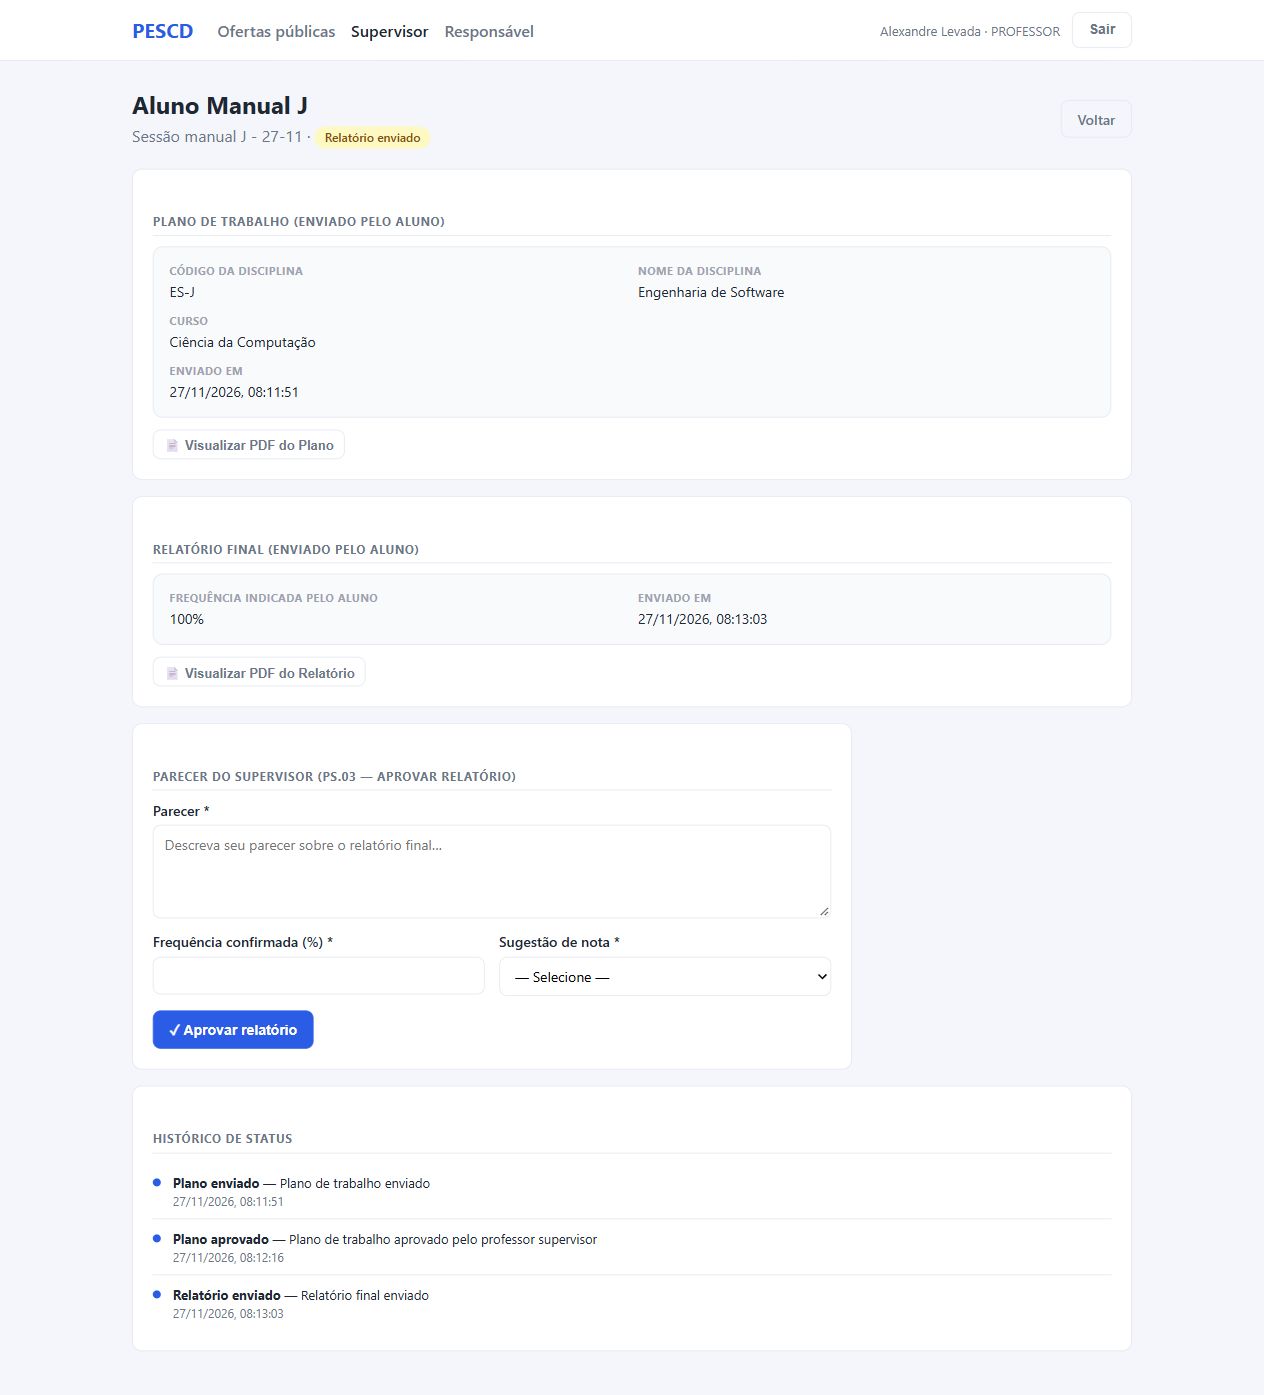 PESCD Ofertas públicas Supervisor Responsável Alexandre Levada · PROFESSOR Sair
Aluno Manual J
Voltar
Sessão manual J - 27-11 · Relatório enviado
PLANO DE TRABALHO (ENVIADO PELO ALUNO)
CÓDIGO DA DISCIPLINA NOME DA DISCIPLINA
ES-J Engenharia de Software
CURSO
Ciência da Computação
ENVIADO EM
27/11/2026, 08:11:51
Visualizar PDF do Plano
RELATÓRIO FINAL (ENVIADO PELO ALUNO)
FREQUÊNCIA INDICADA PELO ALUNO ENVIADO EM
100% 27/11/2026, 08:13:03
Visualizar PDF do Relatório
PARECER DO SUPERVISOR (PS.03 — APROVAR RELATÓRIO)
Parecer *
Descreva seu parecer sobre o relatório final...
Frequência confirmada (%) * Sugestão de nota *
— Selecione —
✓ Aprovar relatório
HISTÓRICO DE STATUS
Plano enviado — Plano de trabalho enviado
27/11/2026, 08:11:51
Plano aprovado — Plano de trabalho aprovado pelo professor supervisor
27/11/2026, 08:12:16
Relatório enviado — Relatório final enviado
27/11/2026, 08:13:03